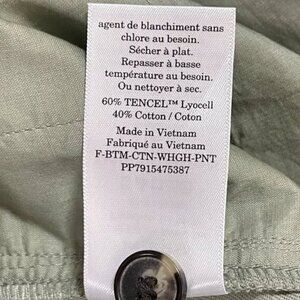 agent de blanchiment sans
chlore au besoin.
Sécher à plat.
Repasser à basse
température au besoin.
Ou nettoyer à sec.
60% TENCEL™ Lyocell
40% Cotton / Coton
Made in Vietnam
Fabriqué au Vietnam
F-BTM-CTN-WHGH-PNT
PP7915475387